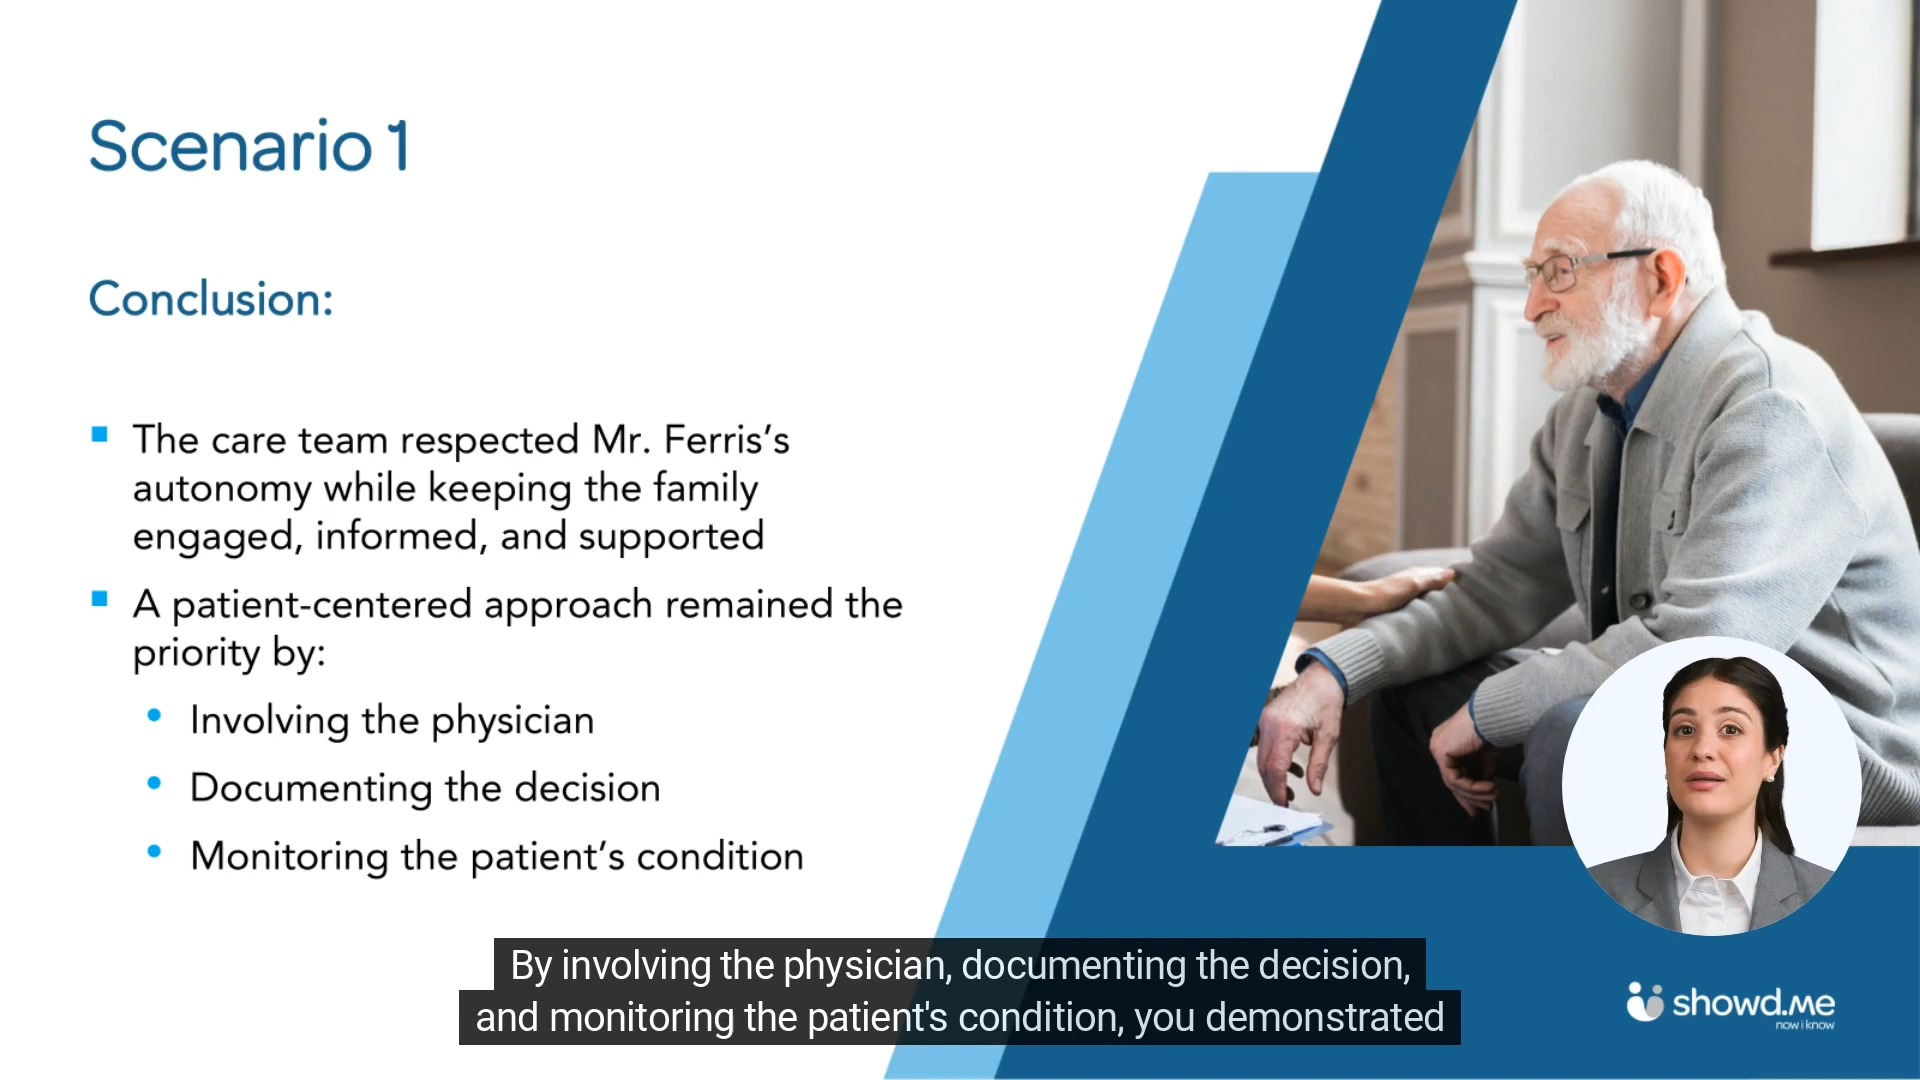 Scenario 1
Conclusion:
The care team respected Mr. Ferris’s
autonomy while keeping the family
engaged, informed, and supported
A patient-centered approach remained the
priority by:
Involving the physician
Documenting the decision
Monitoring the patient’s condition
By involving the physician, documenting the decision,
and monitoring the patient's condition, you demonstrated
showd.me
now i know